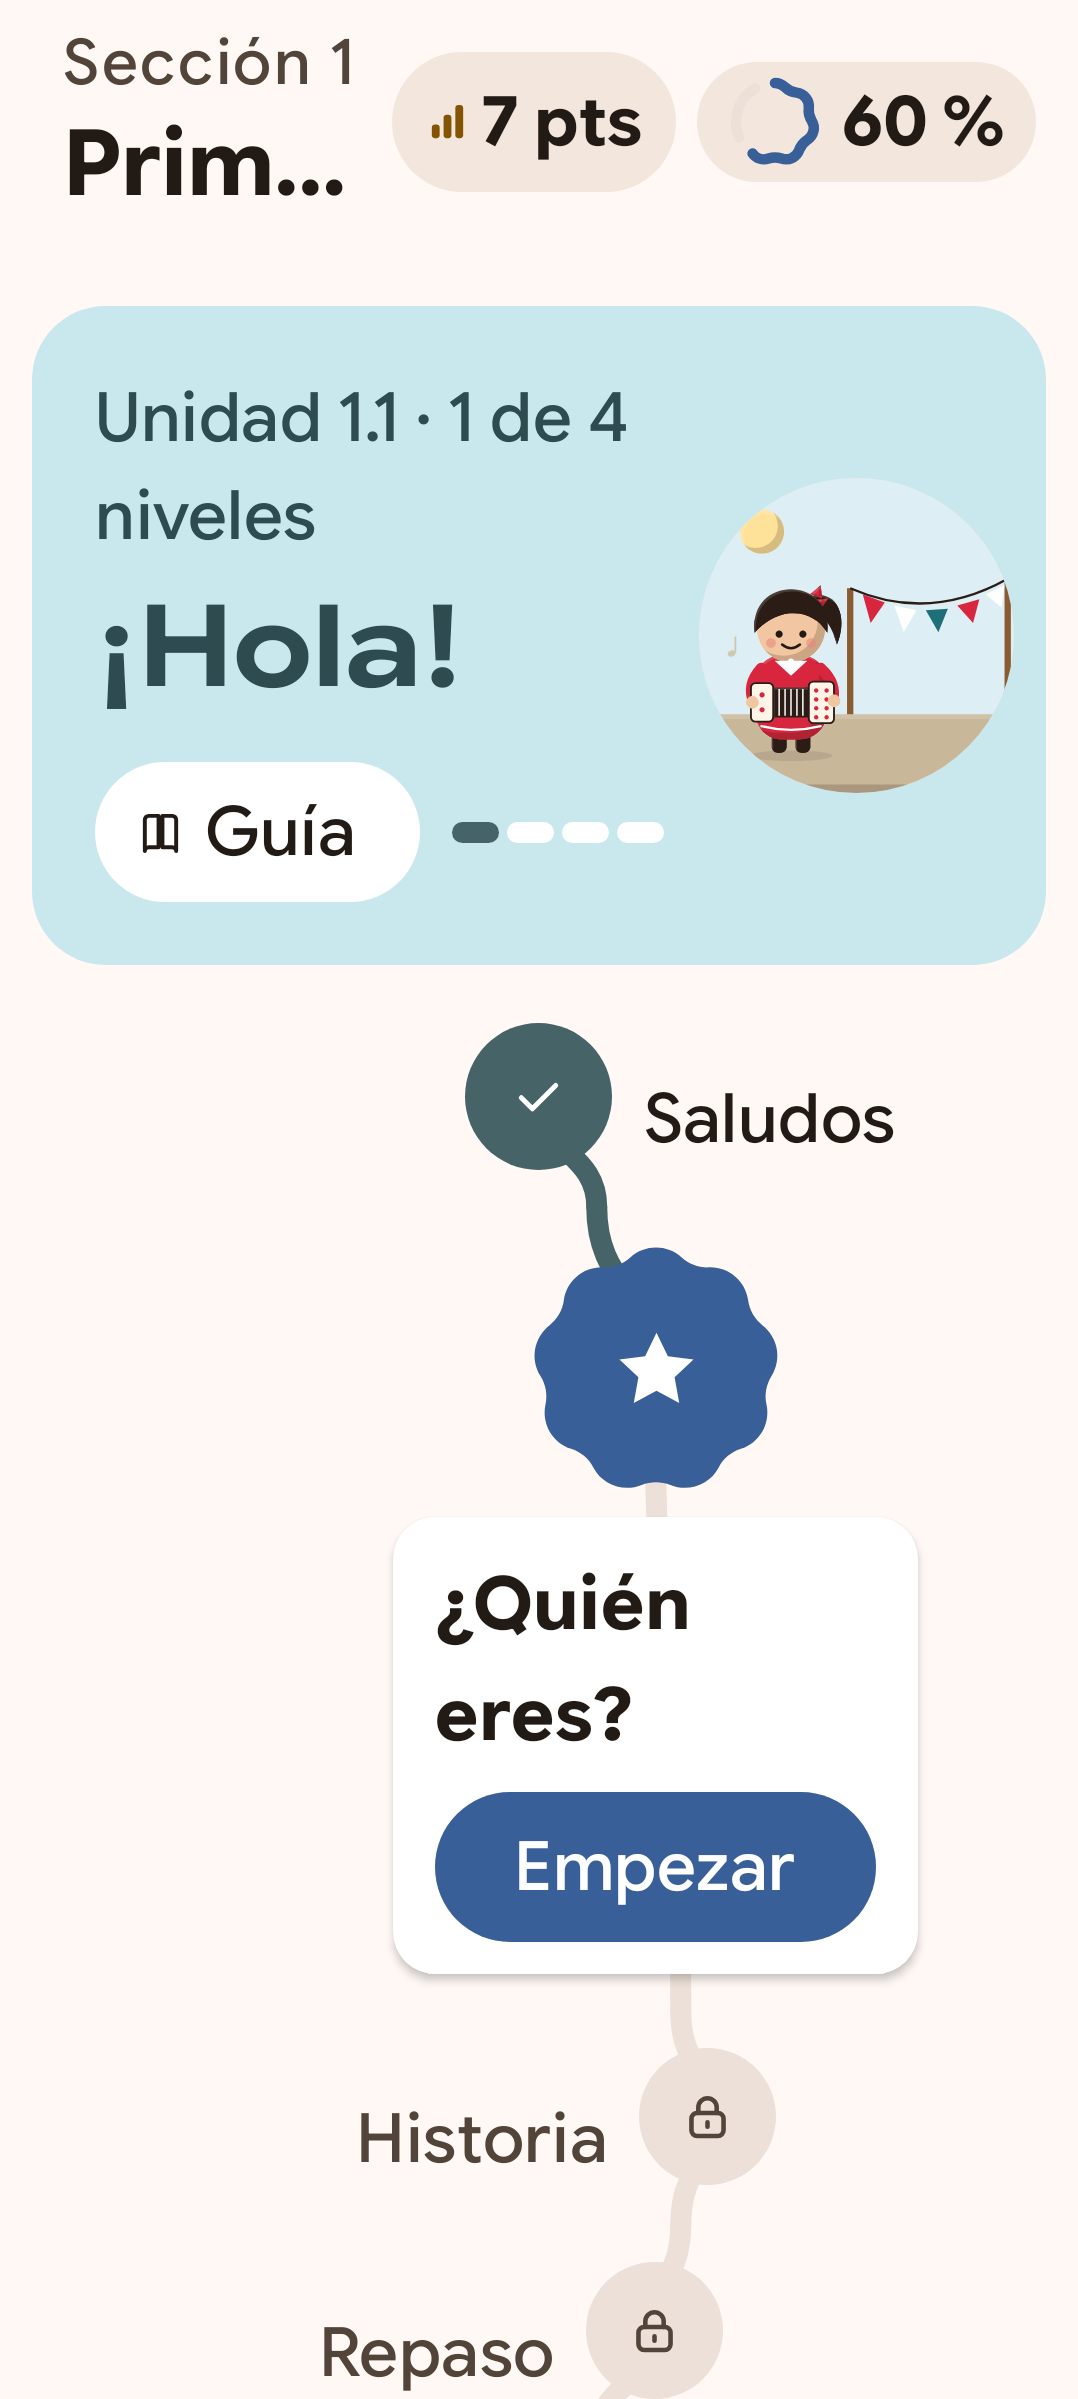 Sección 1
Prim...
7 pts
60 %
Unidad 1.1 · 1 de 4
niveles
¡Hola!
Guía
Saludos
¿Quién
eres?
Empezar
Historia
Repaso